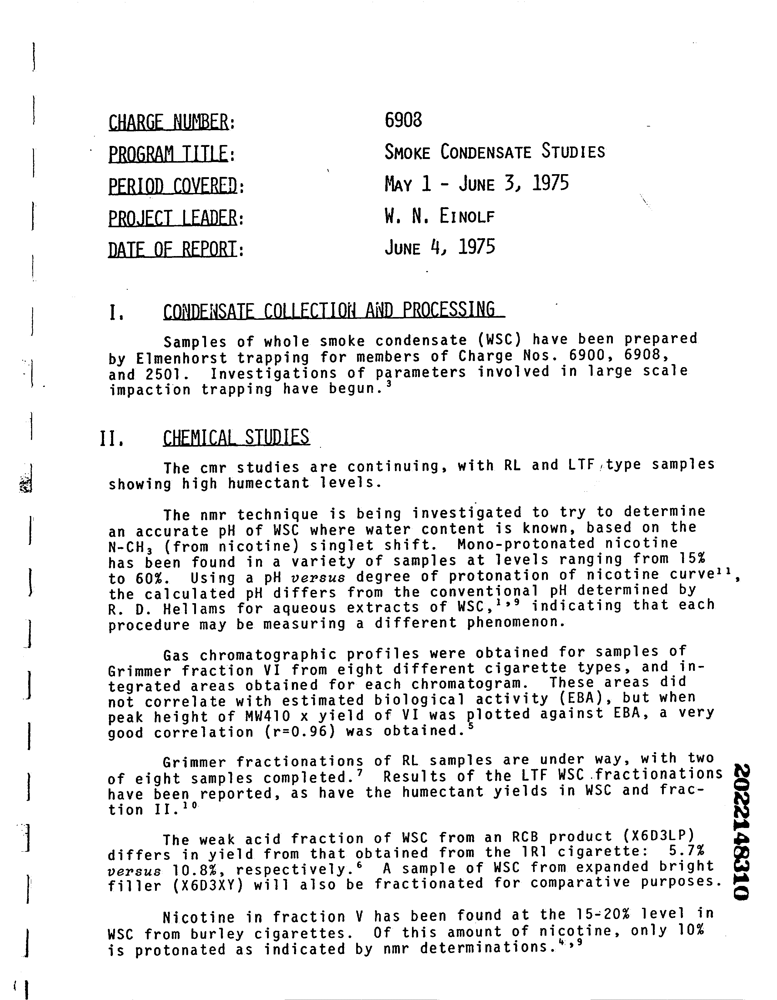 CHARGE NUMBER: 6908
PROGRAM TITLE: SMOKE CONDENSATE STUDIES
PERIOD COVERED: MAY 1 - JUNE 3, 1975
PROJECT LEADER: W. N. EINOLF
DATE OF REPORT: JUNE 4, 1975
I. CONDENSATE COLLECTION AND PROCESSING
Samples of whole smoke condensate (WSC) have been prepared
by Elmenhorst trapping for members of Charge Nos. 6900, 6908,
and 2501. Investigations of parameters involved in large scale
impaction trapping have begun.³
II. CHEMICAL STUDIES
The cmr studies are continuing, with RL and LTF type samples
showing high humectant levels.
The nmr technique is being investigated to try to determine
an accurate pH of WSC where water content is known, based on the
N-CH₃ (from nicotine) singlet shift. Mono-protonated nicotine
has been found in a variety of samples at levels ranging from 15%
to 60%. Using a pH versus degree of protonation of nicotine curve¹¹,
the calculated pH differs from the conventional pH determined by
R. D. Hellams for aqueous extracts of WSC,¹,⁹ indicating that each
procedure may be measuring a different phenomenon.
Gas chromatographic profiles were obtained for samples of
Grimmer fraction VI from eight different cigarette types, and in-
tegrated areas obtained for each chromatogram. These areas did
not correlate with estimated biological activity (EBA), but when
peak height of MW410 x yield of VI was plotted against EBA, a very
good correlation (r=0.96) was obtained.⁵
Grimmer fractionations of RL samples are under way, with two
of eight samples completed.⁷ Results of the LTF WSC fractionations
have been reported, as have the humectant yields in WSC and frac-
tion II.¹⁰
The weak acid fraction of WSC from an RCB product (X6D3LP)
differs in yield from that obtained from the 1R1 cigarette: 5.7%
versus 10.8%, respectively.⁶ A sample of WSC from expanded bright
filler (X6D3XY) will also be fractionated for comparative purposes.
Nicotine in fraction V has been found at the 15-20% level in
WSC from burley cigarettes. Of this amount of nicotine, only 10%
is protonated as indicated by nmr determinations.⁴,⁹
2022148310